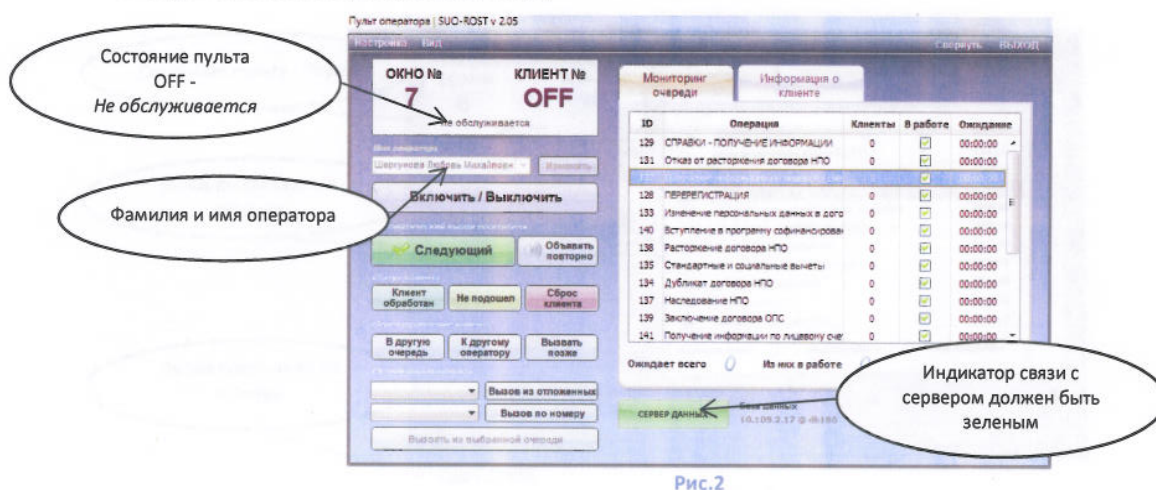 Пульт оператора | SUO-ROST v 2.05
Настройка Вид Свернуть ВЫХОД
Состояние пульта
OFF -
Не обслуживается
ОКНО № КЛИЕНТ №
7 OFF
Не обслуживается
Имя оператора
Любовь
Изменить
Фамилия и имя оператора
Включить / Выключить
Следующий
Объявить
повторно
Клиент
обработан
Не подошел
Сброс
клиента
В другую
очередь
К другому
оператору
Вызвать
позже
Вызов из отложенных
Вызов по номеру
Вызвать из выбранной очереди
Мониторинг
очереди
Информация о
клиенте
ID Операция Клиенты В работе Ожидание
129 СПРАВКИ - ПОЛУЧЕНИЕ ИНФОРМАЦИИ 0 00:00:00
131 Отказ от расторжения договора НПО 0 00:00:00
128 ПЕРЕРЕГИСТРАЦИЯ 0 00:00:00
133 Изменение персональных данных в дого 0 00:00:00
140 Вступление в программу софинансирован 0 00:00:00
138 Расторжение договора НПО 0 00:00:00
135 Стандартные и социальные вычеты 0 00:00:00
134 Дубликат договора НПО 0 00:00:00
137 Наследование НПО 0 00:00:00
139 Заключение договора ОПС 0 00:00:00
141 Получение информации по лицевому сче 0 00:00:00
Ожидает всего 0 Из них в работе 0
СЕРВЕР ДАННЫХ
База данных
Индикатор связи с
сервером должен быть
зеленым
Рис.2